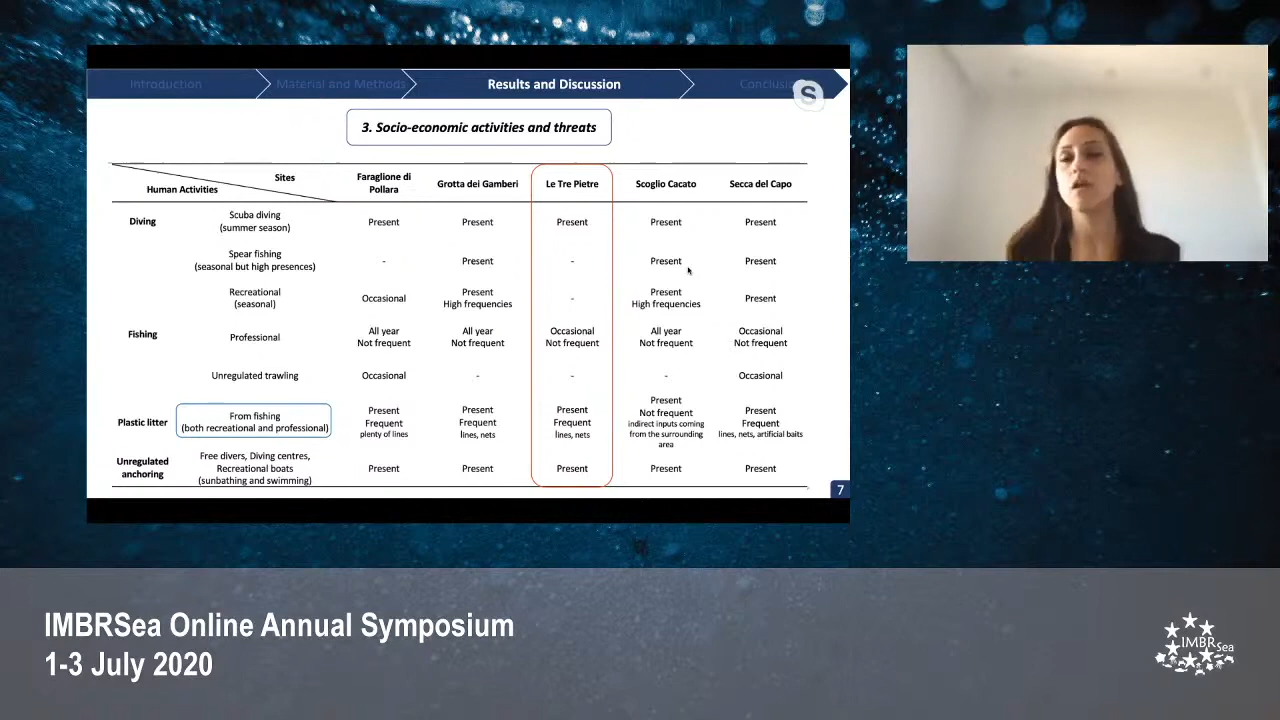 Introduction
Material and Methods
Results and Discussion
Conclusion
S
3. Socio-economic activities and threats
Sites
Human Activities
Faraglione di
Pollara
Grotta dei Gamberi
Le Tre Pietre
Scoglio Cacato
Secca del Capo
Diving
Scuba diving
(summer season)
Present
Present
Present
Present
Present
Spear fishing
(seasonal but high presences)
-
Present
-
Present
Present
Fishing
Recreational
(seasonal)
Occasional
Present
High frequencies
-
Present
High frequencies
Present
Professional
All year
Not frequent
All year
Not frequent
Occasional
Not frequent
All year
Not frequent
Occasional
Not frequent
Unregulated trawling
Occasional
-
-
-
Occasional
Plastic litter
From fishing
(both recreational and professional)
Present
Frequent
plenty of lines
Present
Frequent
lines, nets
Present
Frequent
lines, nets
Present
Not frequent
indirect inputs coming
from the surrounding
area
Present
Frequent
lines, nets, artificial baits
Unregulated
anchoring
Free divers, Diving centres,
Recreational boats
(sunbathing and swimming)
Present
Present
Present
Present
Present
7
IMBRSea Online Annual Symposium
1-3 July 2020
IMBRSea